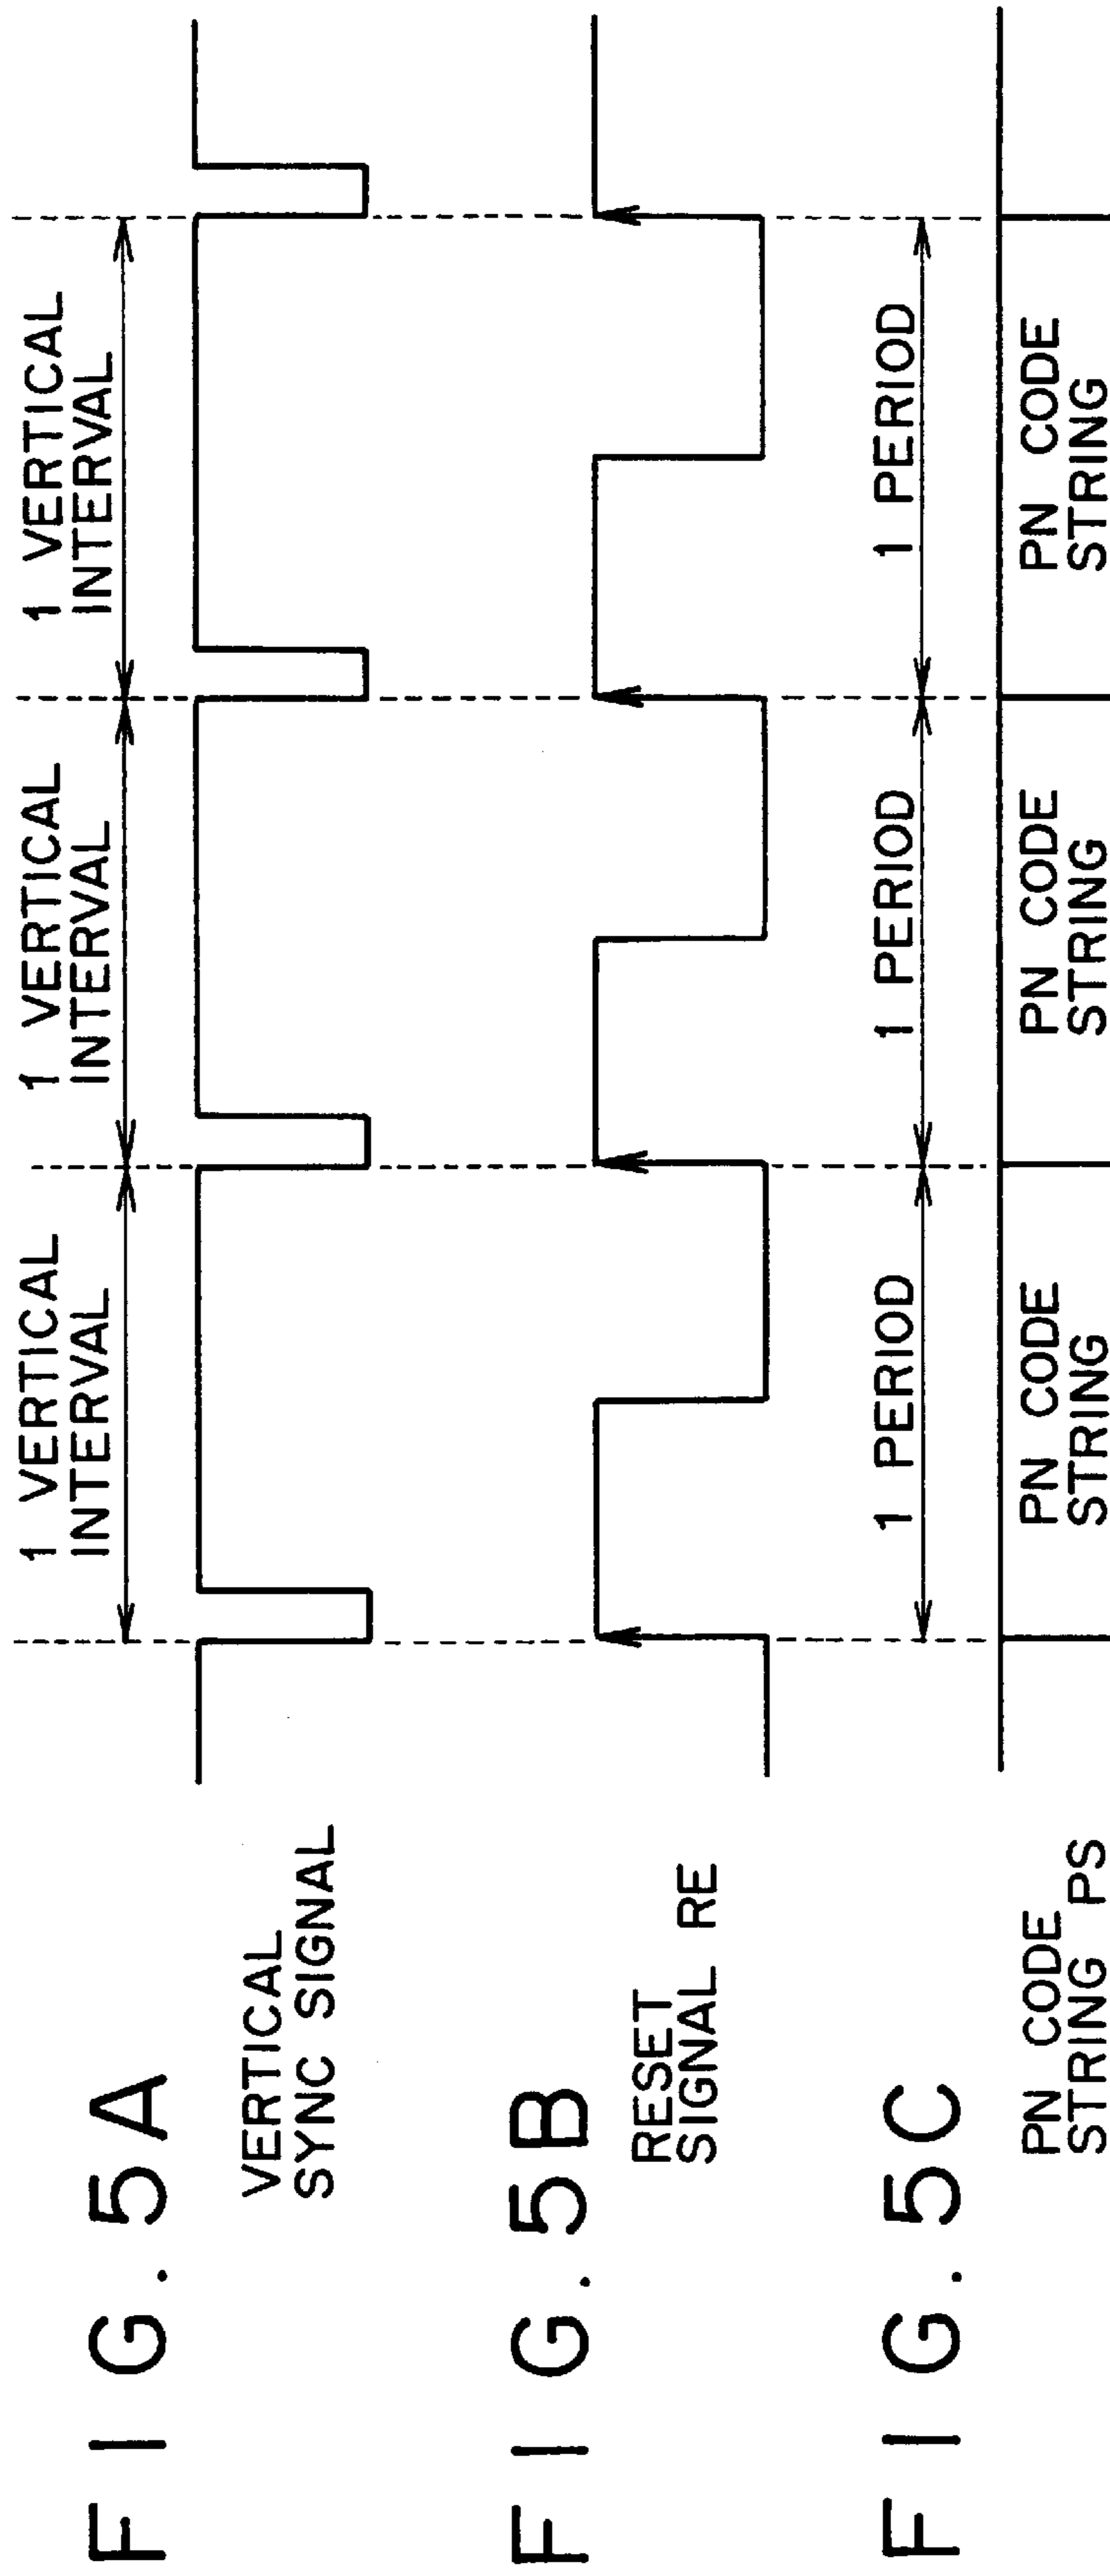 FIG. 5A
VERTICAL
SYNC SIGNAL
1 VERTICAL
INTERVAL
1 VERTICAL
INTERVAL
1 VERTICAL
INTERVAL
FIG. 5B
RESET
SIGNAL RE
FIG. 5C
PN CODE
STRING PS
1 PERIOD
1 PERIOD
1 PERIOD
PN CODE
STRING
PN CODE
STRING
PN CODE
STRING